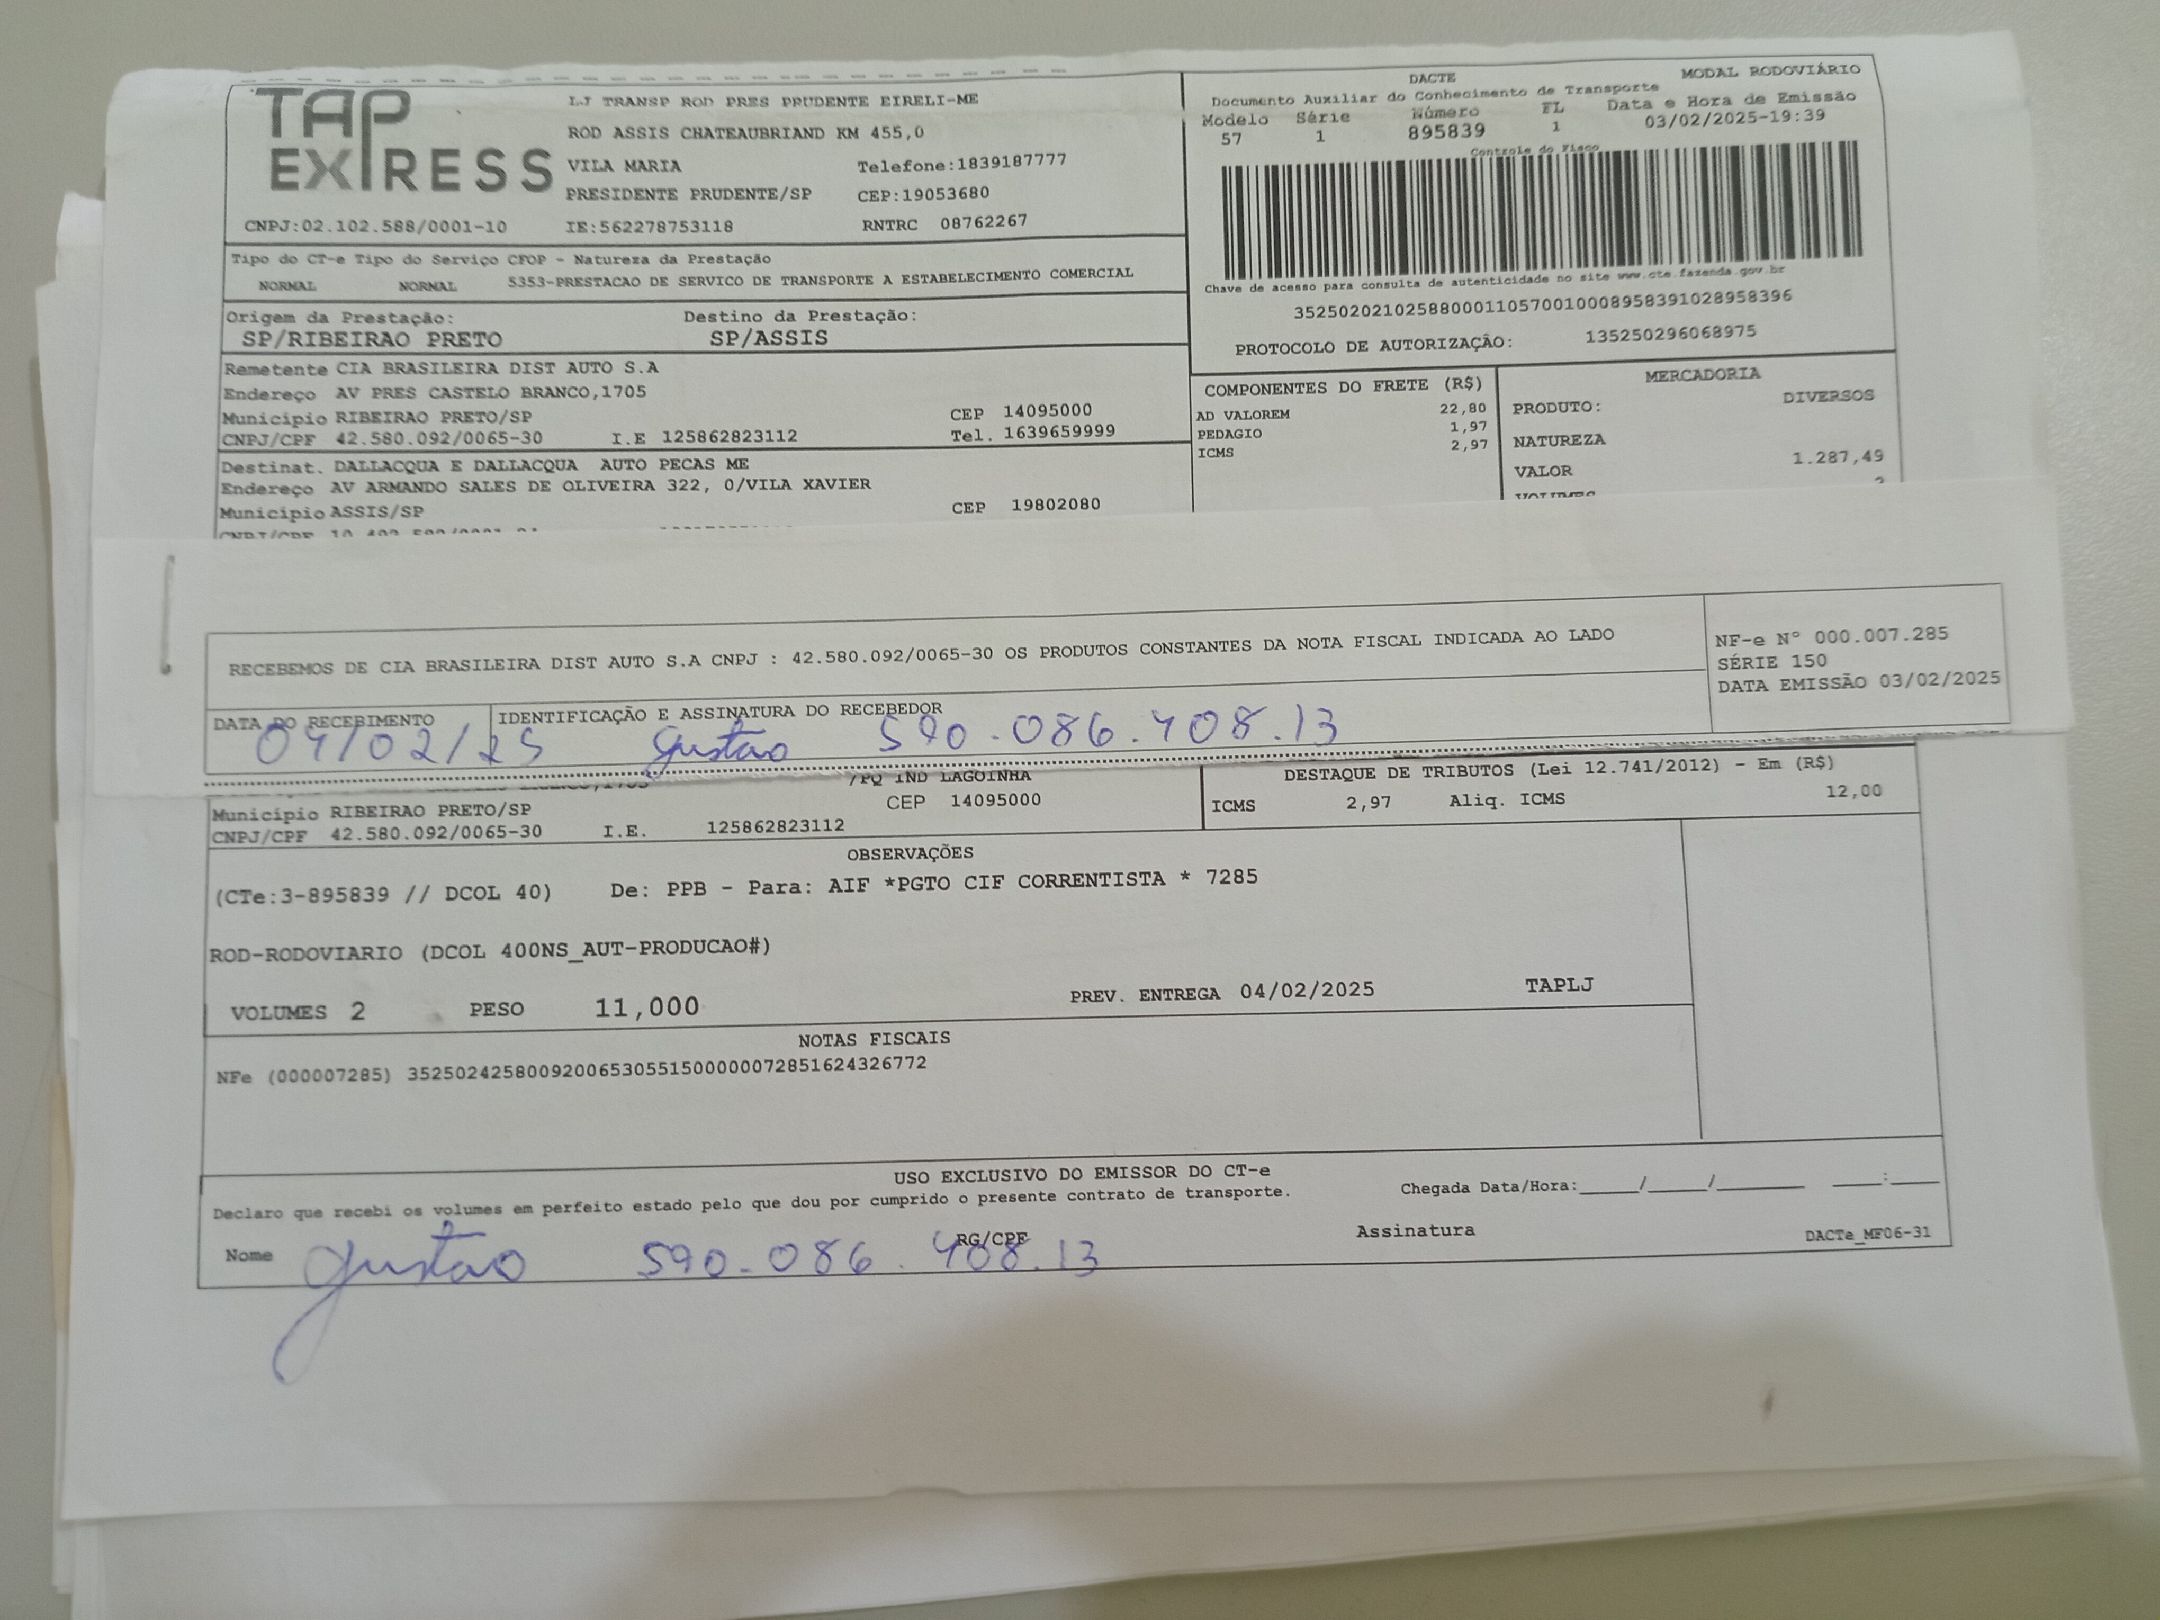 TAP EXPRESS
LJ TRANSP ROD PRES PRUDENTE EIRELI-ME
ROD ASSIS CHATEAUBRIAND KM 455,0
VILA MARIA Telefone:1839187777
PRESIDENTE PRUDENTE/SP CEP:19053680
CNPJ:02.102.588/0001-10 IE:562278753118 RNTRC 08762267
DACTE MODAL RODOVIÁRIO
Documento Auxiliar do Conhecimento de Transporte
Modelo Série Número FL Data e Hora de Emissão
57 1 895839 1 03/02/2025-19:39
Controle do Fisco
Chave de acesso para consulta de autenticidade no site www.cte.fazenda.gov.br
35250202102588000110570010008958391028958396
PROTOCOLO DE AUTORIZAÇÃO: 135250296068975
Tipo do CT-e Tipo do Serviço CFOP - Natureza da Prestação
NORMAL NORMAL 5353-PRESTACAO DE SERVICO DE TRANSPORTE A ESTABELECIMENTO COMERCIAL
Origem da Prestação: Destino da Prestação:
SP/RIBEIRAO PRETO SP/ASSIS
Remetente CIA BRASILEIRA DIST AUTO S.A
Endereço AV PRES CASTELO BRANCO,1705
Município RIBEIRAO PRETO/SP CEP 14095000
CNPJ/CPF 42.580.092/0065-30 I.E 125862823112 Tel. 1639659999
Destinat. DALLACQUA E DALLACQUA AUTO PECAS ME
Endereço AV ARMANDO SALES DE OLIVEIRA 322, 0/VILA XAVIER
Município ASSIS/SP CEP 19802080
CNPJ/CPF
COMPONENTES DO FRETE (R$)
AD VALOREM 22,80
PEDAGIO 1,97
ICMS 2,97
MERCADORIA
PRODUTO: DIVERSOS
NATUREZA
VALOR 1.287,49
RECEBEMOS DE CIA BRASILEIRA DIST AUTO S.A CNPJ : 42.580.092/0065-30 OS PRODUTOS CONSTANTES DA NOTA FISCAL INDICADA AO LADO
NF-e Nº 000.007.285
SÉRIE 150
DATA EMISSÃO 03/02/2025
DATA DO RECEBIMENTO IDENTIFICAÇÃO E ASSINATURA DO RECEBEDOR
04/02/25 Gustavo 590.086.408.13
/PQ IND LAGOINHA
Município RIBEIRAO PRETO/SP CEP 14095000
CNPJ/CPF 42.580.092/0065-30 I.E. 125862823112
DESTAQUE DE TRIBUTOS (Lei 12.741/2012) - Em (R$)
ICMS 2,97 Aliq. ICMS 12,00
OBSERVAÇÕES
(CTe:3-895839 // DCOL 40) De: PPB - Para: AIF *PGTO CIF CORRENTISTA * 7285
ROD-RODOVIARIO (DCOL 400NS_AUT-PRODUCAO#)
VOLUMES 2 PESO 11,000 PREV. ENTREGA 04/02/2025 TAPLJ
NOTAS FISCAIS
NFe (000007285) 35250242580092006530551500000072851624326772
USO EXCLUSIVO DO EMISSOR DO CT-e
Declaro que recebi os volumes em perfeito estado pelo que dou por cumprido o presente contrato de transporte. Chegada Data/Hora:_____/_____/________ ____:____
Nome Gustavo RG/CPF 590.086.408.13 Assinatura DACTe_MF06-31